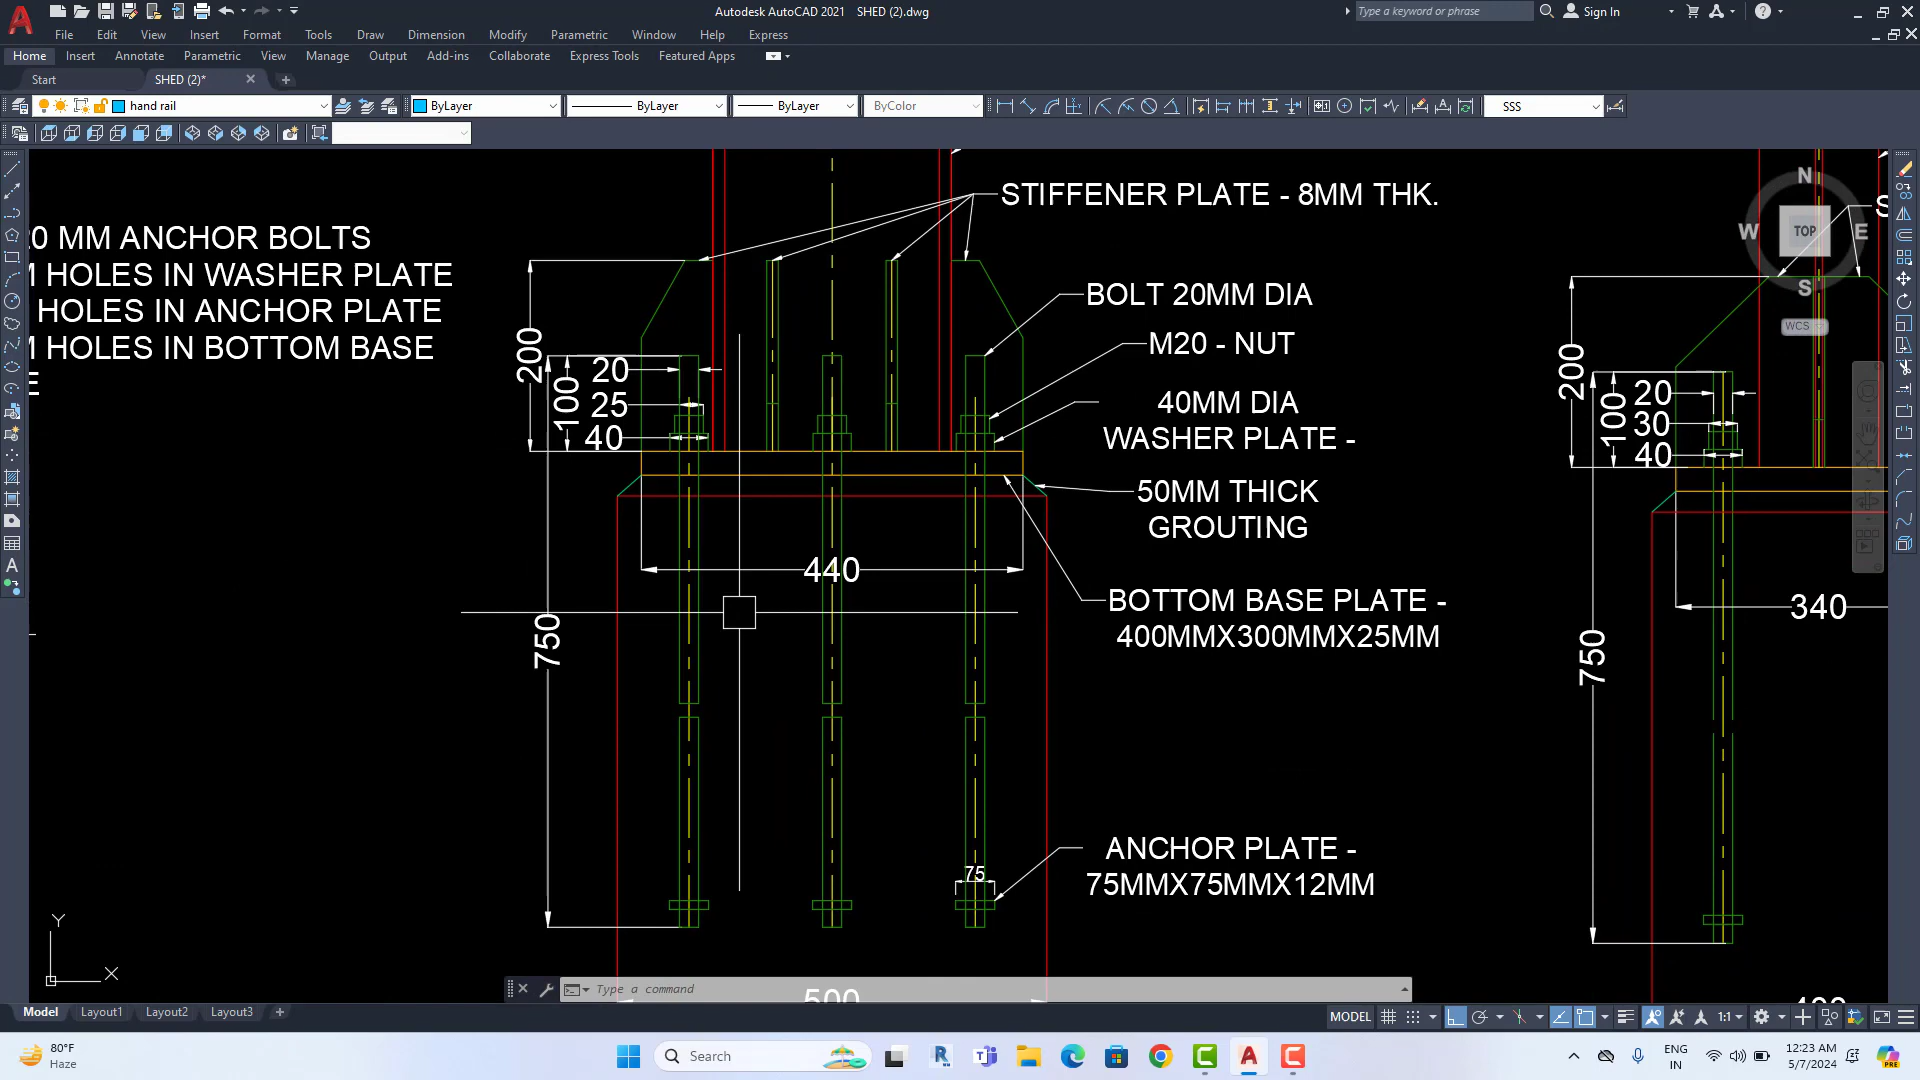 Autodesk AutoCAD 2021 SHED (2).dwg
Type a keyword or phrase
Sign In
File Edit View Insert Format Tools Draw Dimension Modify Parametric Window Help Express
Home Insert Annotate Parametric View Manage Output Add-ins Collaborate Express Tools Featured Apps
Start SHED (2)*
hand rail ByLayer ByLayer ByLayer ByColor SSS
STIFFENER PLATE - 8MM THK.
20 MM ANCHOR BOLTS
HOLES IN WASHER PLATE
HOLES IN ANCHOR PLATE
HOLES IN BOTTOM BASE
E
BOLT 20MM DIA
M20 - NUT
40MM DIA
WASHER PLATE -
50MM THICK
GROUTING
BOTTOM BASE PLATE -
400MMX300MMX25MM
ANCHOR PLATE -
75MMX75MMX12MM
200
100
20
25
40
440
750
75
500
200
100
20
30
40
340
750
N
W TOP E
S
WCS
Y
X
Type a command
Model Layout1 Layout2 Layout3
MODEL 1:1
80°F
Haze
Search
ENG
IN
12:23 AM
5/7/2024